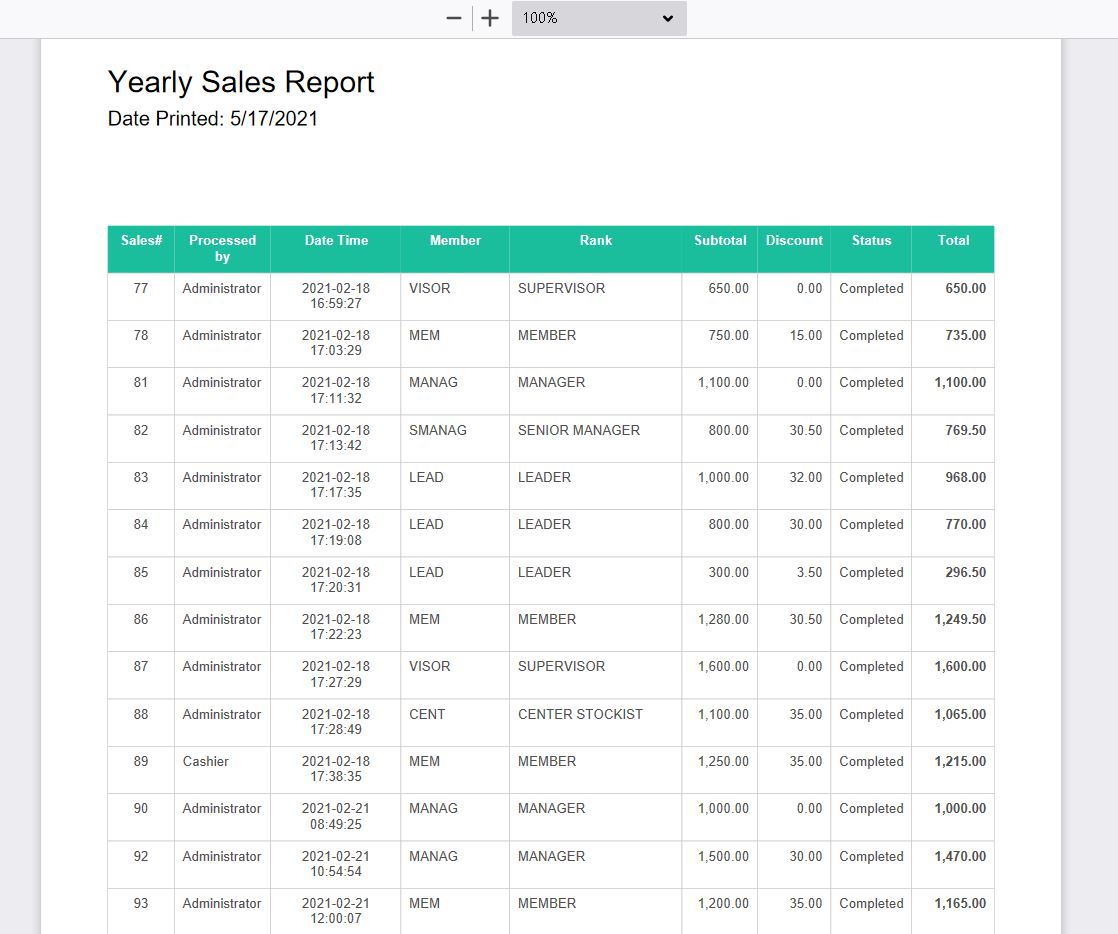 100%
Yearly Sales Report
Date Printed: 5/17/2021
Sales# Processed by Date Time Member Rank Subtotal Discount Status Total
77 Administrator 2021-02-18 16:59:27 VISOR SUPERVISOR 650.00 0.00 Completed 650.00
78 Administrator 2021-02-18 17:03:29 MEM MEMBER 750.00 15.00 Completed 735.00
81 Administrator 2021-02-18 17:11:32 MANAG MANAGER 1,100.00 0.00 Completed 1,100.00
82 Administrator 2021-02-18 17:13:42 SMANAG SENIOR MANAGER 800.00 30.50 Completed 769.50
83 Administrator 2021-02-18 17:17:35 LEAD LEADER 1,000.00 32.00 Completed 968.00
84 Administrator 2021-02-18 17:19:08 LEAD LEADER 800.00 30.00 Completed 770.00
85 Administrator 2021-02-18 17:20:31 LEAD LEADER 300.00 3.50 Completed 296.50
86 Administrator 2021-02-18 17:22:23 MEM MEMBER 1,280.00 30.50 Completed 1,249.50
87 Administrator 2021-02-18 17:27:29 VISOR SUPERVISOR 1,600.00 0.00 Completed 1,600.00
88 Administrator 2021-02-18 17:28:49 CENT CENTER STOCKIST 1,100.00 35.00 Completed 1,065.00
89 Cashier 2021-02-18 17:38:35 MEM MEMBER 1,250.00 35.00 Completed 1,215.00
90 Administrator 2021-02-21 08:49:25 MANAG MANAGER 1,000.00 0.00 Completed 1,000.00
92 Administrator 2021-02-21 10:54:54 MANAG MANAGER 1,500.00 30.00 Completed 1,470.00
93 Administrator 2021-02-21 12:00:07 MEM MEMBER 1,200.00 35.00 Completed 1,165.00